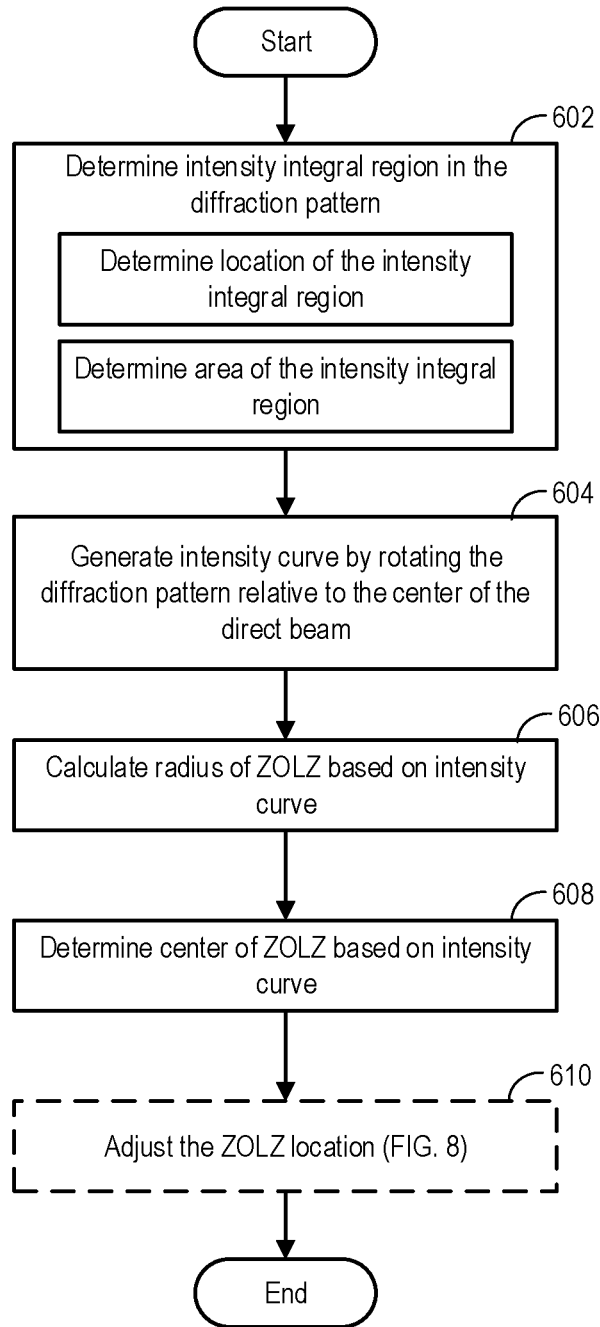 Start
602
Determine intensity integral region in the
diffraction pattern
Determine location of the intensity
integral region
Determine area of the intensity integral
region
604
Generate intensity curve by rotating the
diffraction pattern relative to the center of the
direct beam
606
Calculate radius of ZOLZ based on intensity
curve
608
Determine center of ZOLZ based on intensity
curve
610
Adjust the ZOLZ location (FIG. 8)
End